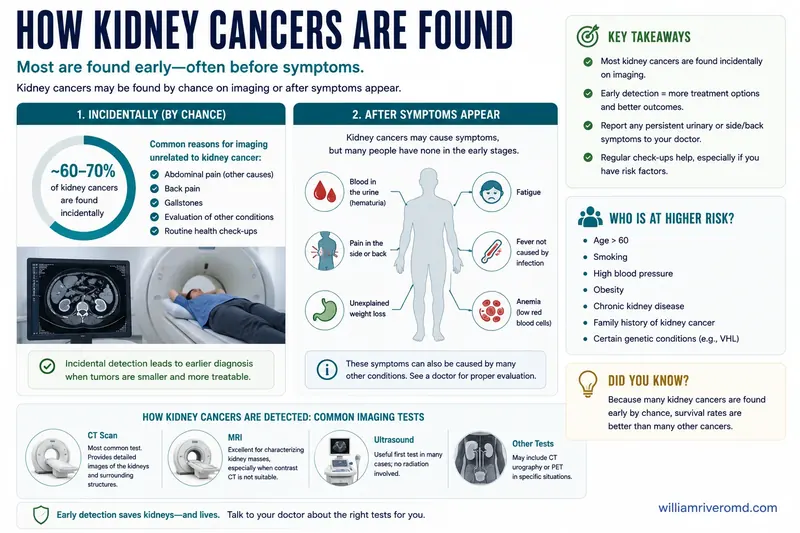 HOW KIDNEY CANCERS ARE FOUND
Most are found early—often before symptoms.
Kidney cancers may be found by chance on imaging or after symptoms appear.
1. INCIDENTALLY (BY CHANCE)
~60–70%
of kidney cancers
are found
incidentally
Common reasons for imaging
unrelated to kidney cancer:
Abdominal pain (other causes)
Back pain
Gallstones
Evaluation of other conditions
Routine health check-ups
Incidental detection leads to earlier diagnosis
when tumors are smaller and more treatable.
2. AFTER SYMPTOMS APPEAR
Kidney cancers may cause symptoms,
but many people have none in the early stages.
Blood in
the urine
(hematuria)
Pain in the
side or back
Unexplained
weight loss
Fatigue
Fever not
caused by
infection
Anemia
(low red
blood cells)
These symptoms can also be caused by many
other conditions. See a doctor for proper evaluation.
HOW KIDNEY CANCERS ARE DETECTED: COMMON IMAGING TESTS
CT Scan
Most common test.
Provides detailed
images of the kidneys
and surrounding
structures.
MRI
Excellent for characterizing
kidney masses,
especially when contrast
CT is not suitable.
Ultrasound
Useful first test in many
cases; no radiation
involved.
Other Tests
May include CT
urography or PET
in specific situations.
Early detection saves kidneys—and lives. Talk to your doctor about the right tests for you.
KEY TAKEAWAYS
Most kidney cancers are found incidentally
on imaging.
Early detection = more treatment options
and better outcomes.
Report any persistent urinary or side/back
symptoms to your doctor.
Regular check-ups help, especially if you
have risk factors.
WHO IS AT HIGHER RISK?
Age > 60
Smoking
High blood pressure
Obesity
Chronic kidney disease
Family history of kidney cancer
Certain genetic conditions (e.g., VHL)
DID YOU KNOW?
Because many kidney cancers are found
early by chance, survival rates are
better than many other cancers.
williamriveromd.com